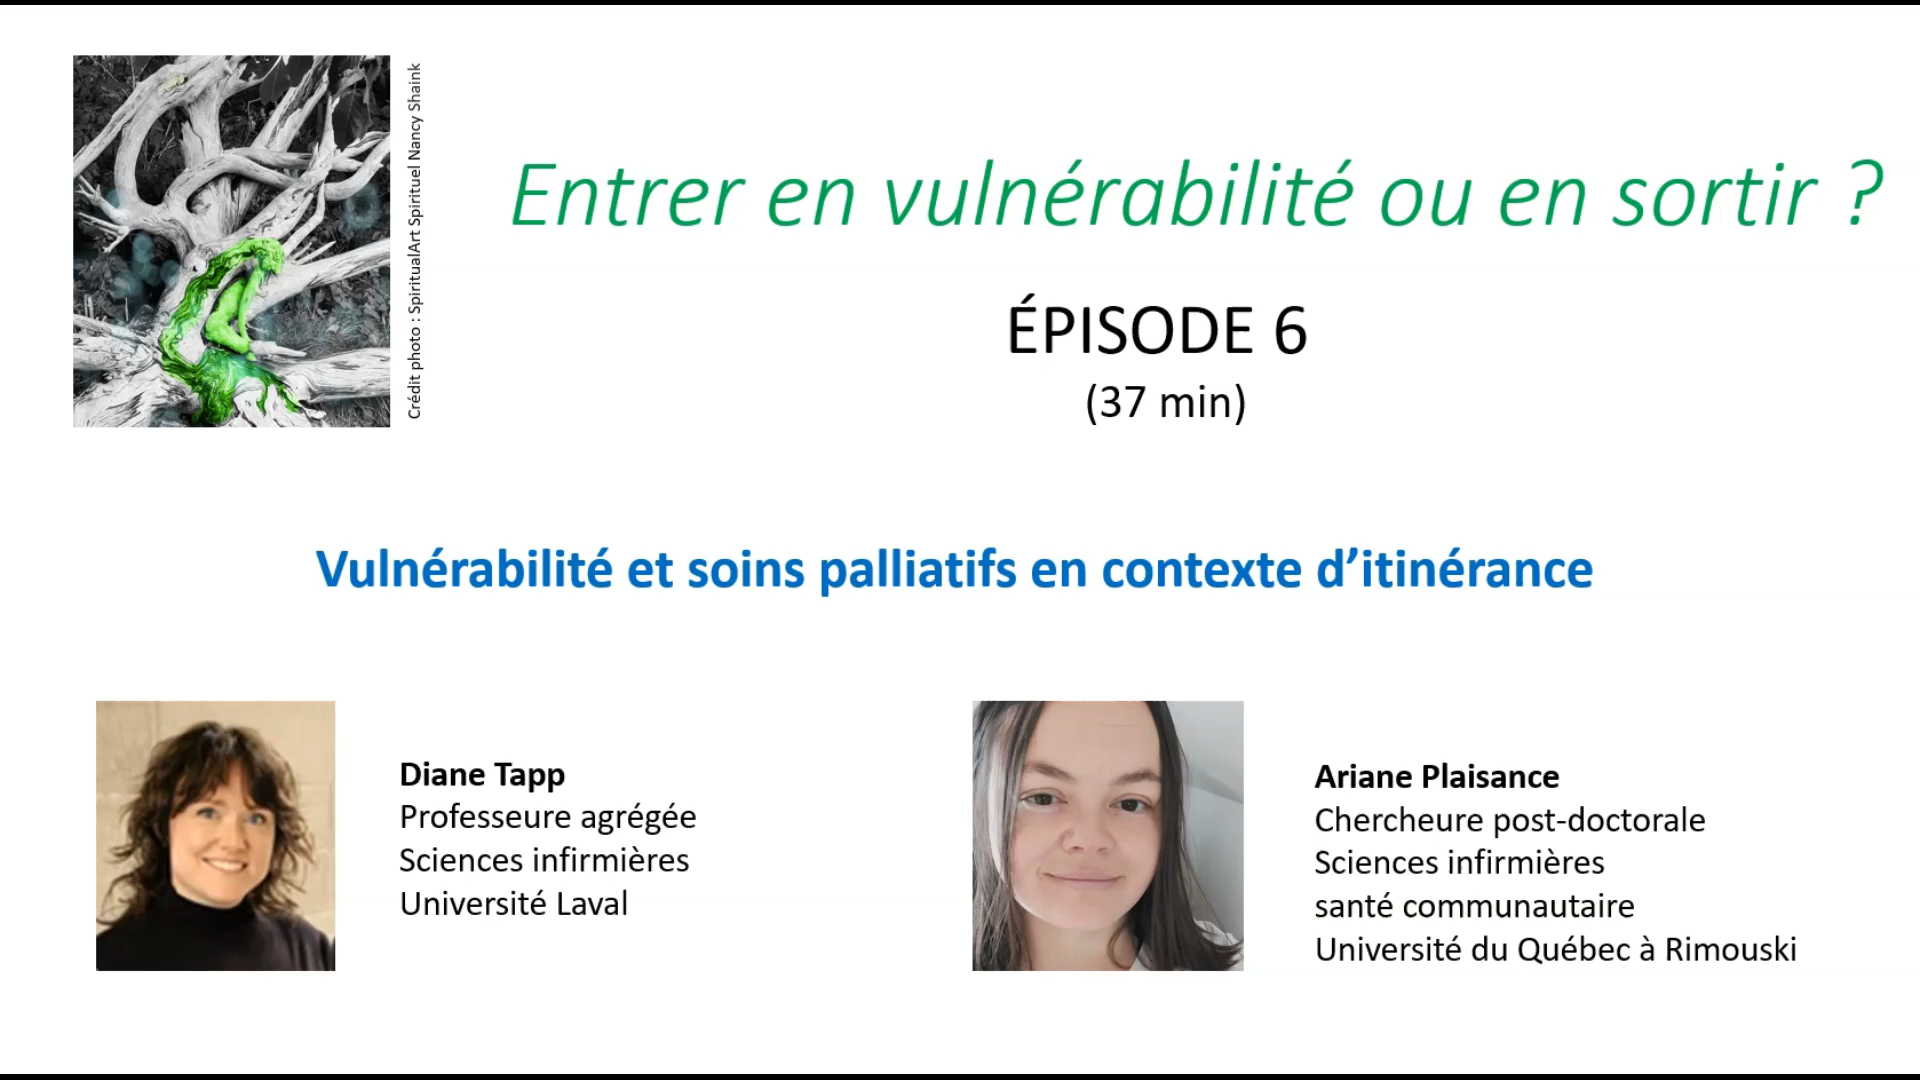 Crédit photo : SpiritualArt Spirituel Nancy Shaink
Entrer en vulnérabilité ou en sortir ?
ÉPISODE 6
(37 min)
Vulnérabilité et soins palliatifs en contexte d’itinérance
Diane Tapp
Professeure agrégée
Sciences infirmières
Université Laval
Ariane Plaisance
Chercheure post-doctorale
Sciences infirmières
santé communautaire
Université du Québec à Rimouski